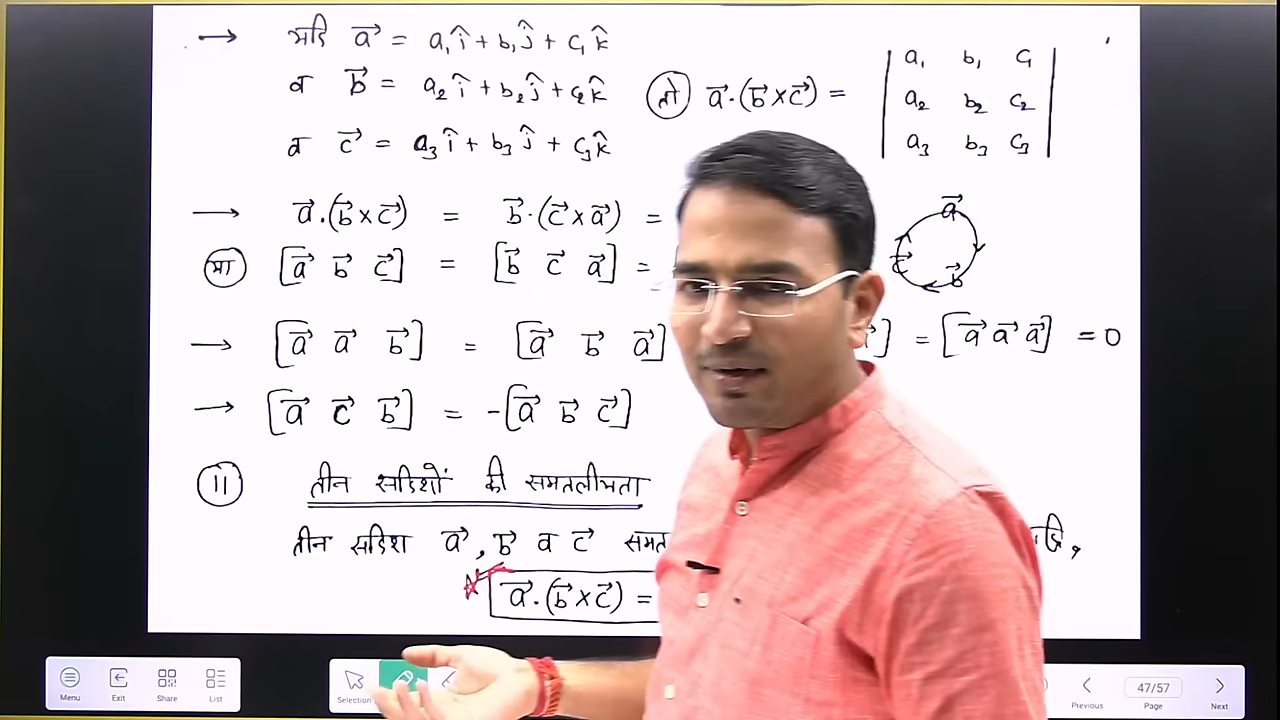 → यदि a⃗ = a₁î + b₁ĵ + c₁k̂
व b⃗ = a₂î + b₂ĵ + c₂k̂ तो a⃗·(b⃗×c⃗) = | a₁ b₁ c₁ |
| a₂ b₂ c₂ |
व c⃗ = a₃î + b₃ĵ + c₃k̂ | a₃ b₃ c₃ |
→ a⃗·(b⃗×c⃗) = b⃗·(c⃗×a⃗) = a⃗
या [a⃗ b⃗ c⃗] = [b⃗ c⃗ a⃗] = c⃗ b⃗
→ [a⃗ a⃗ b⃗] = [a⃗ b⃗ a⃗] ] = [a⃗ a⃗ a⃗] = 0
→ [a⃗ c⃗ b⃗] = -[a⃗ b⃗ c⃗]
11 तीन सदिशों की समतलीयता
तीन सदिश a⃗, b⃗ व c⃗
a⃗·(b⃗×c⃗) =
Menu Exit Share List Selection Previous 47/57 Page Next